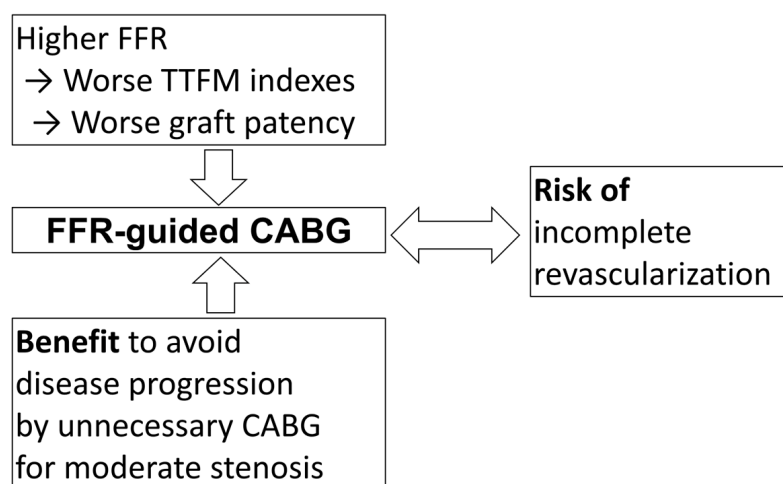 Higher FFR
→ Worse TTFM indexes
→ Worse graft patency
FFR-guided CABG
Risk of
incomplete
revascularization
Benefit to avoid
disease progression
by unnecessary CABG
for moderate stenosis